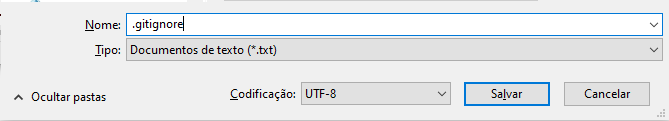 Nome: .gitignore
Tipo: Documentos de texto (*.txt)
Ocultar pastas Codificação: UTF-8 Salvar Cancelar